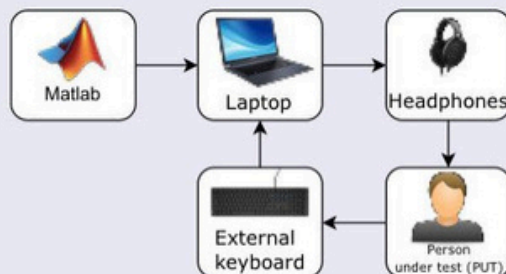 Matlab
Laptop
Headphones
External
keyboard
Person
under test (PUT)